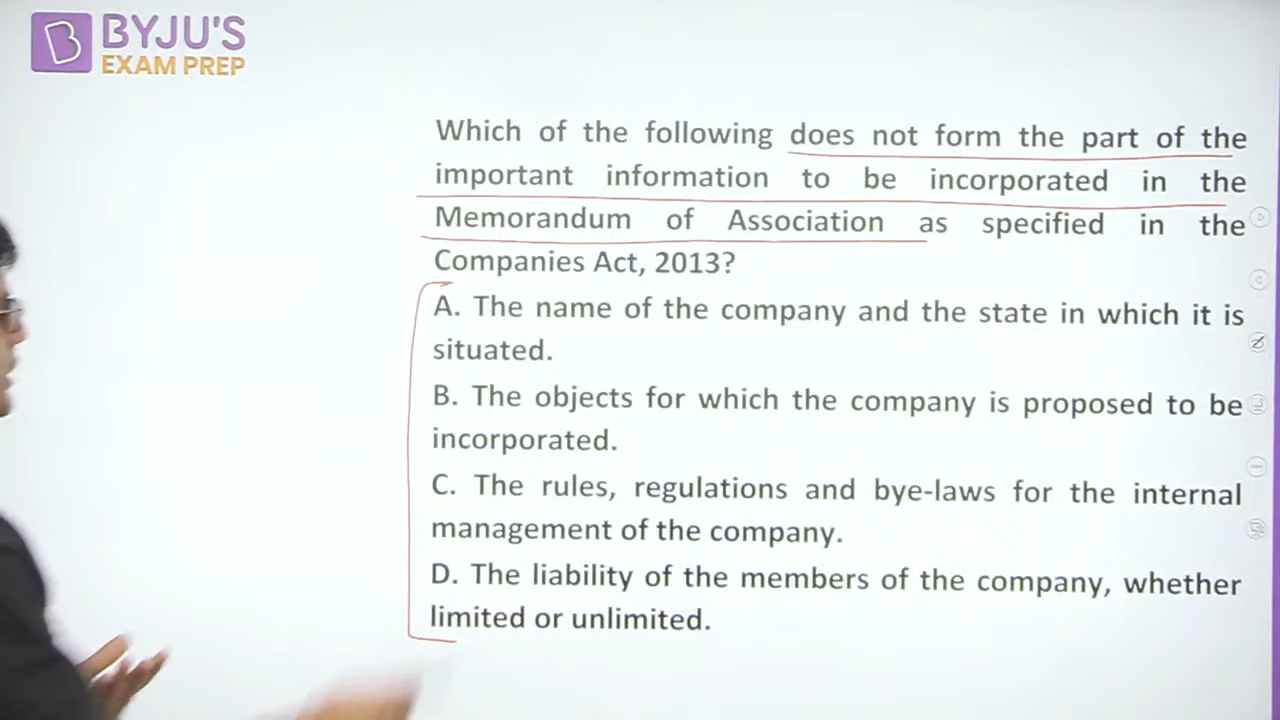 BYJU'S
EXAM PREP
Which of the following does not form the part of the
important information to be incorporated in the
Memorandum of Association as specified in the
Companies Act, 2013?
A. The name of the company and the state in which it is
situated.
B. The objects for which the company is proposed to be
incorporated.
C. The rules, regulations and bye-laws for the internal
management of the company.
D. The liability of the members of the company, whether
limited or unlimited.